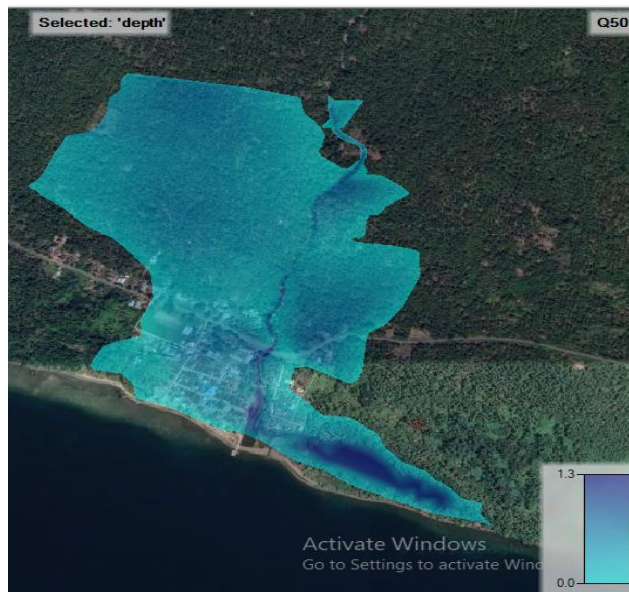 Selected: 'depth'
Q50
1.3
0.0
Activate Windows
Go to Settings to activate Wind